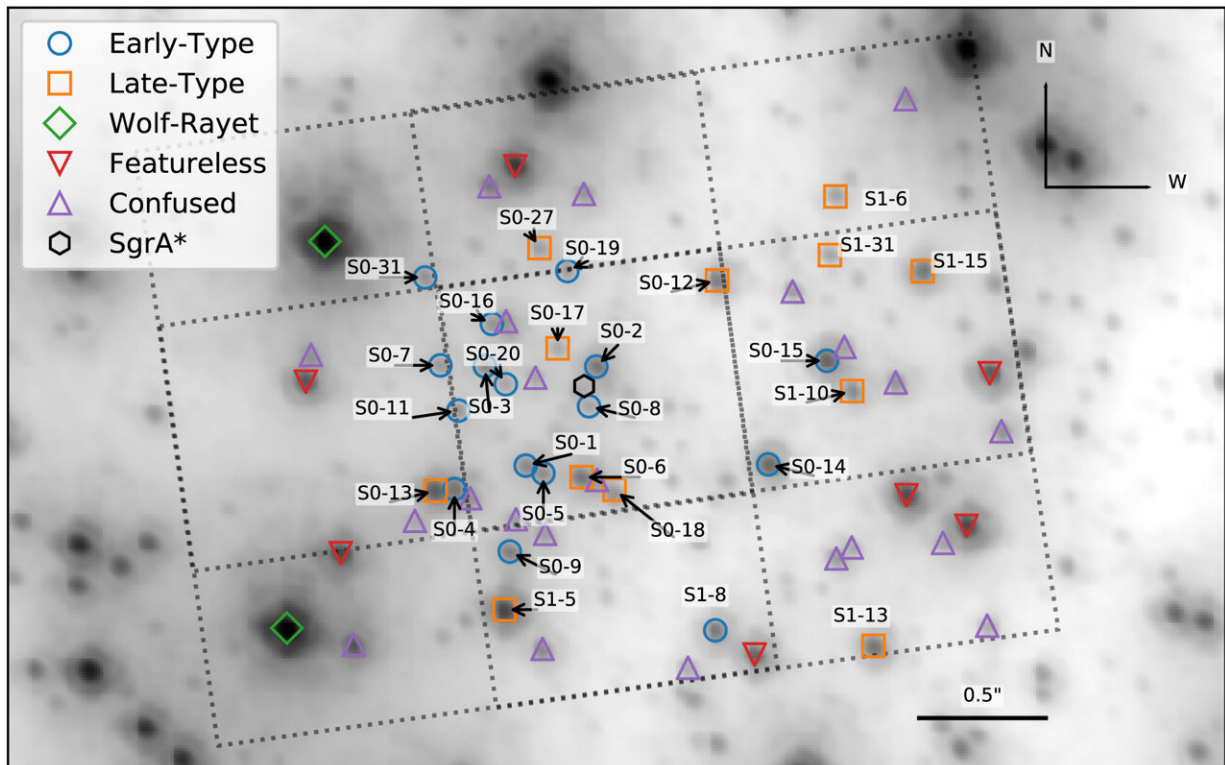 Early-Type
Late-Type
Wolf-Rayet
Featureless
Confused
SgrA*
N
W
S1-6
S0-27
S0-19
S1-31
S1-15
S0-31
S0-12
S0-16
S0-17
S0-2
S0-7
S0-20
S0-15
S0-3
S1-10
S0-11
S0-8
S0-1
S0-6
S0-14
S0-13
S0-5
S0-4
S0-18
S0-9
S1-5
S1-8
S1-13
0.5"